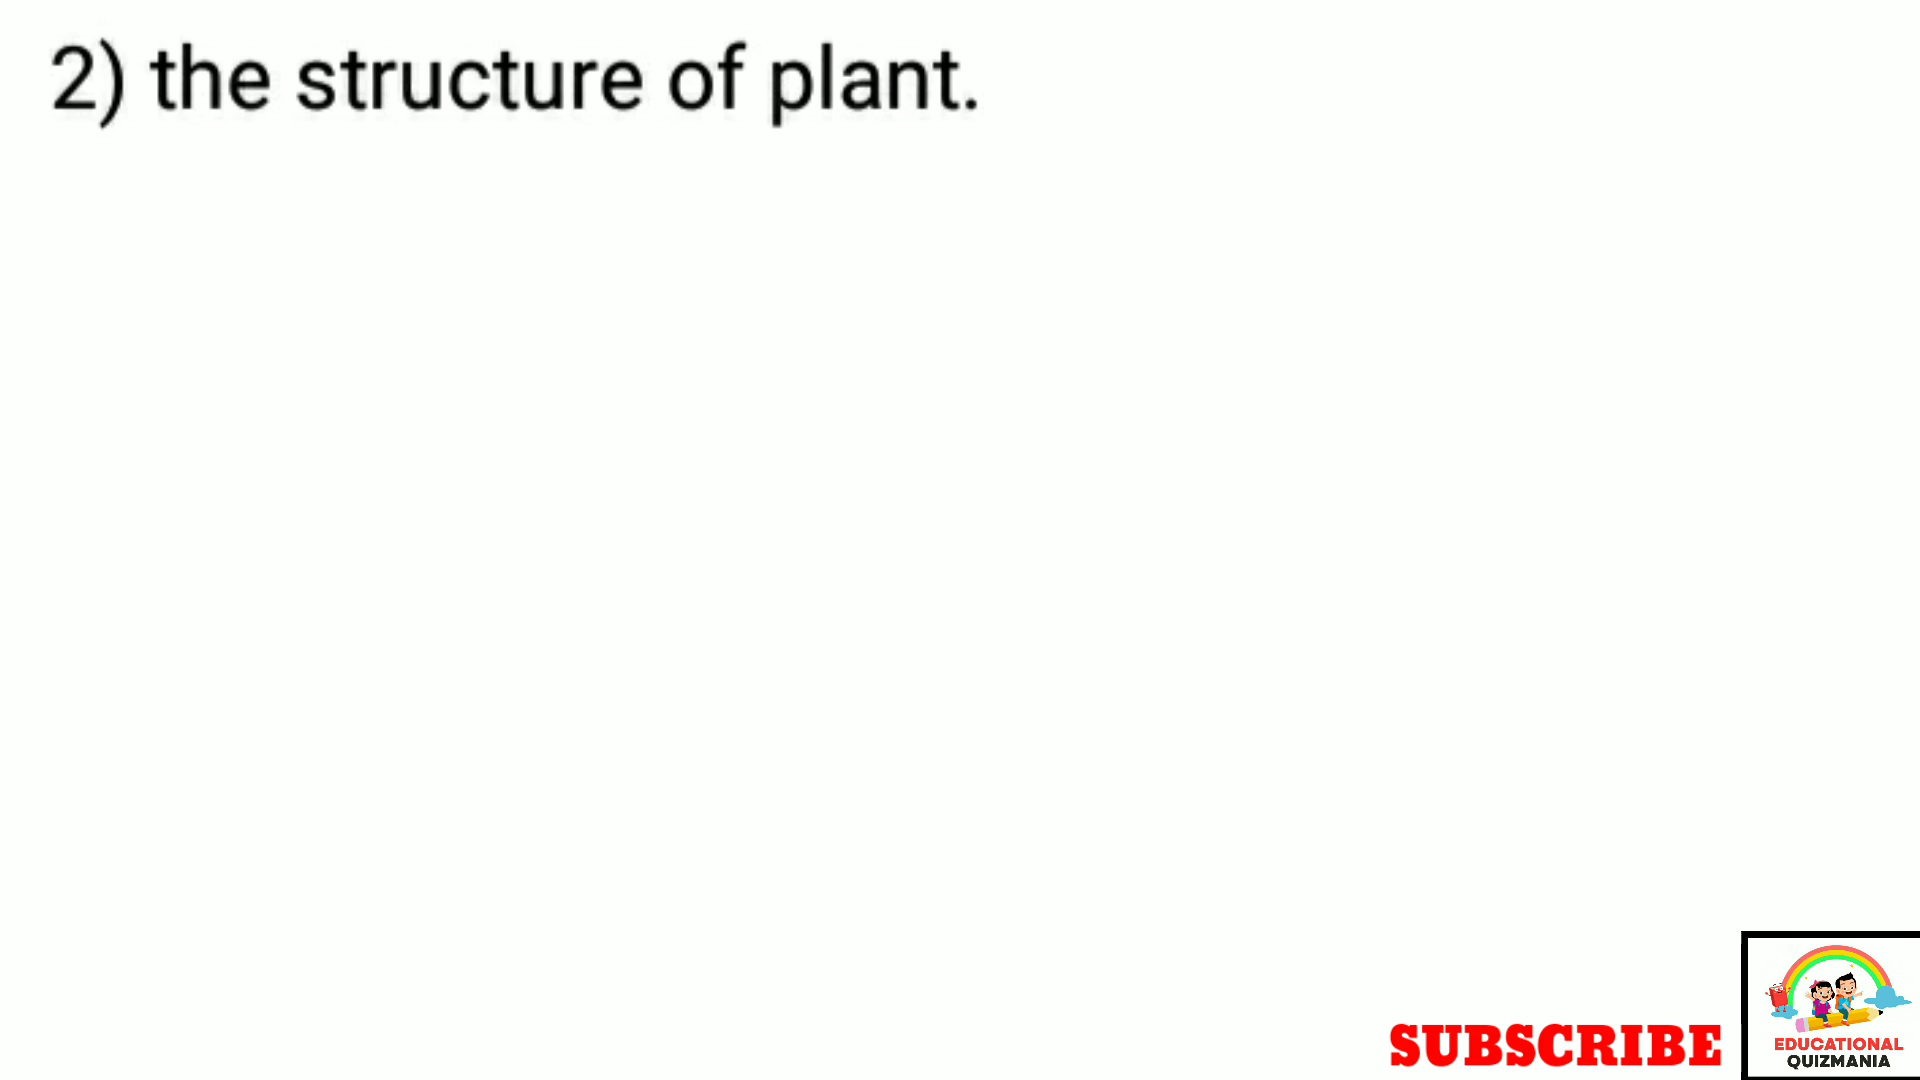 2) the structure of plant.
SUBSCRIBE
EDUCATIONAL
QUIZMANIA